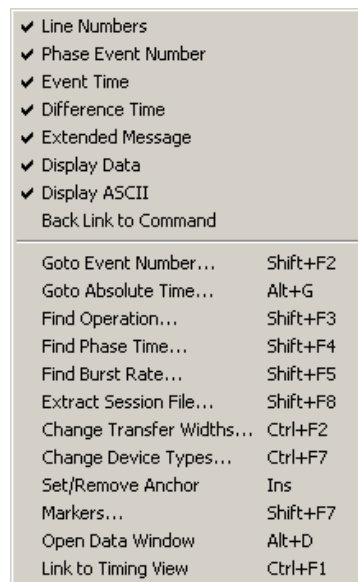 Line Numbers
Phase Event Number
Event Time
Difference Time
Extended Message
Display Data
Display ASCII
Back Link to Command
Goto Event Number... Shift+F2
Goto Absolute Time... Alt+G
Find Operation... Shift+F3
Find Phase Time... Shift+F4
Find Burst Rate... Shift+F5
Extract Session File... Shift+F8
Change Transfer Widths... Ctrl+F2
Change Device Types... Ctrl+F7
Set/Remove Anchor Ins
Markers... Shift+F7
Open Data Window Alt+D
Link to Timing View Ctrl+F1